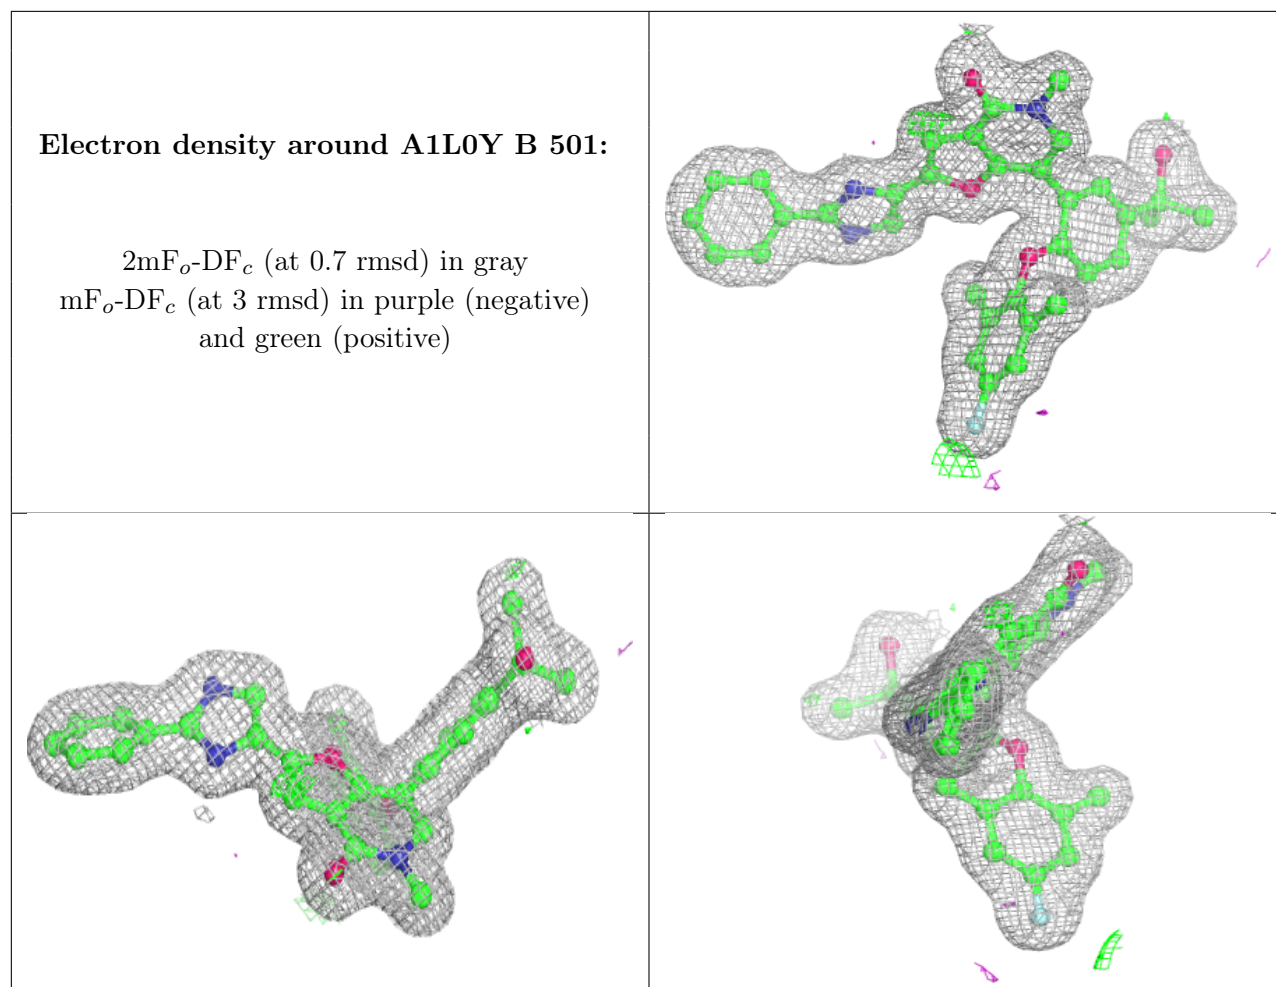 Electron density around A1L0Y B 501:
2mFo-DFc (at 0.7 rmsd) in gray
mFo-DFc (at 3 rmsd) in purple (negative)
and green (positive)